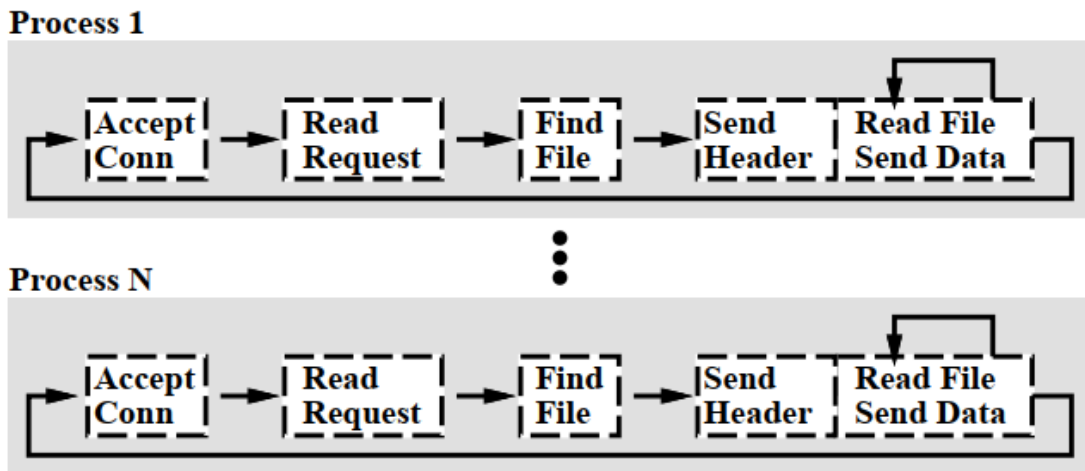 Process 1
Accept
Conn
Read
Request
Find
File
Send
Header
Read File
Send Data
Process N
Accept
Conn
Read
Request
Find
File
Send
Header
Read File
Send Data